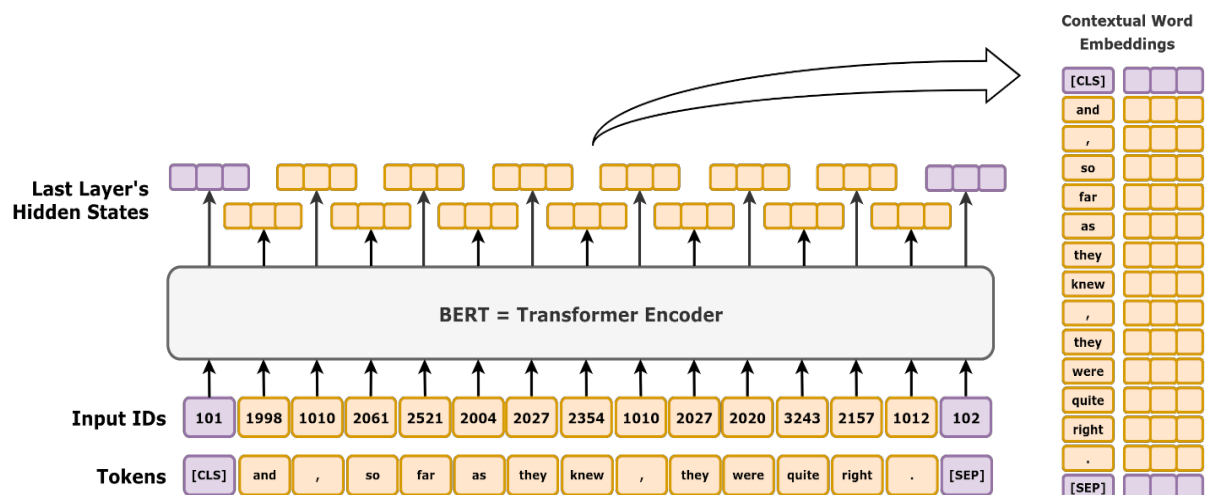 Contextual Word
Embeddings
[CLS]
and
,
so
far
as
they
knew
,
they
were
quite
right
.
[SEP]
Last Layer's
Hidden States
BERT = Transformer Encoder
Input IDs 101 1998 1010 2061 2521 2004 2027 2354 1010 2027 2020 3243 2157 1012 102
Tokens [CLS] and , so far as they knew , they were quite right . [SEP]